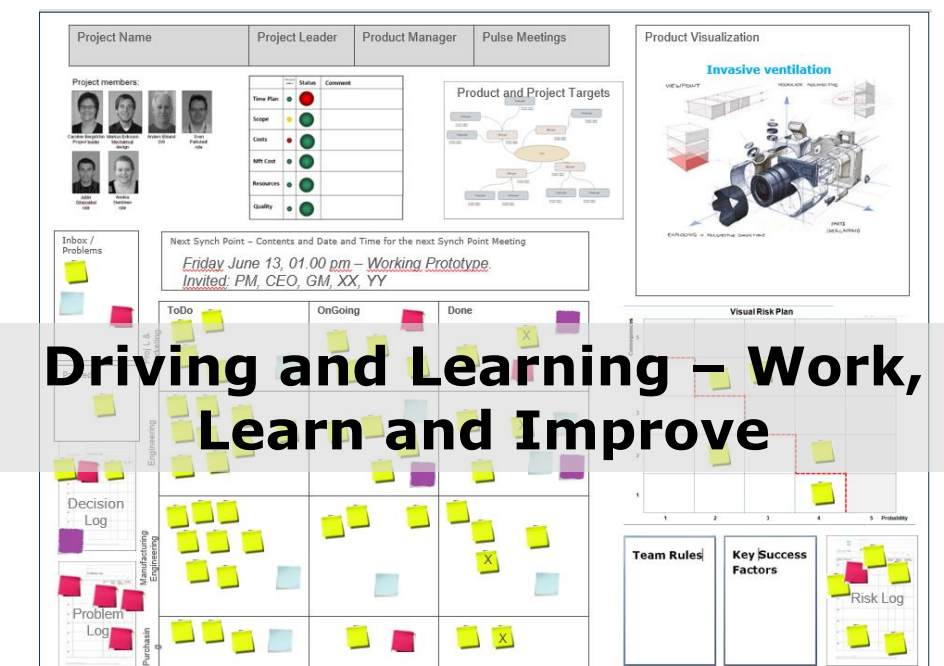 Project Name
Project Leader
Product Manager
Pulse Meetings
Product Visualization
Project members:
Status
Comment
Time Plan
Scope
Costs
Mft Cost
Resources
Quality
Product and Project Targets
Invasive ventilation
VIEWPOINT
Inbox /
Problems
Next Synch Point – Contents and Date and Time for the next Synch Point Meeting
Friday June 13, 01.00 pm – Working Prototype.
Invited: PM, CEO, GM, XX, YY
ToDo
OnGoing
Done
X
Visual Risk Plan
Driving and Learning – Work,
Learn and Improve
Engineering
X
Decision
Log
Manufacturing
Engineering
X
Problem
Log
X
1
1
2
3
4
5
Probability
Team Rules
Key Success
Factors
Risk Log